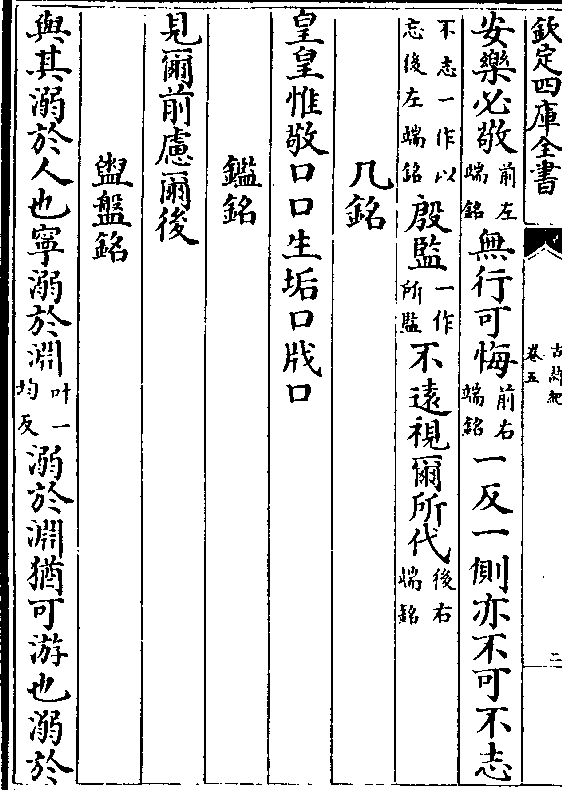 欽定四庫全書
古詩紀
卷五
二
安樂必敬前左端銘無行可悔前右端銘一反一側亦不可不志
不志一作以忘後左端銘殷監一作所監不遠視爾所代後右端銘
几銘
皇皇惟敬口口生垢口戕口
鑑銘
見爾前慮爾後
盥盤銘
與其溺於人也寧溺於淵叶一均反溺於淵猶可游也溺於